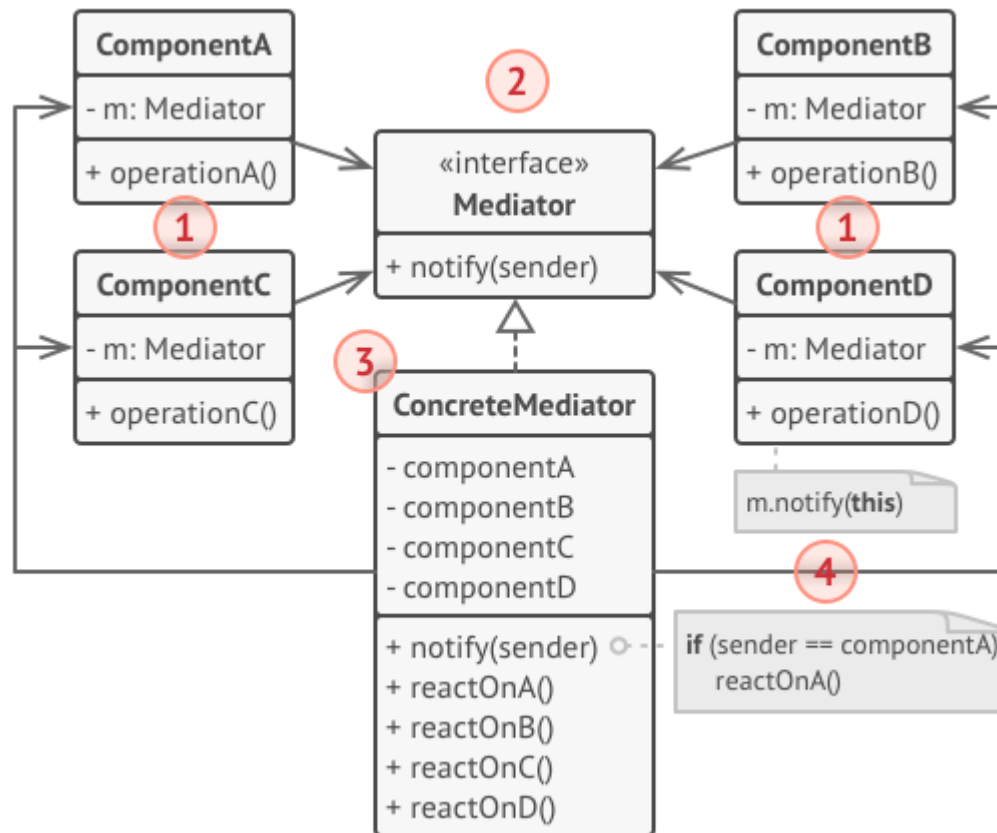 ComponentA
- m: Mediator
+ operationA()
1
ComponentC
- m: Mediator
+ operationC()
2
«interface»
Mediator
+ notify(sender)
3
ConcreteMediator
- componentA
- componentB
- componentC
- componentD
+ notify(sender)
+ reactOnA()
+ reactOnB()
+ reactOnC()
+ reactOnD()
ComponentB
- m: Mediator
+ operationB()
1
ComponentD
- m: Mediator
+ operationD()
m.notify(this)
4
if (sender == componentA)
reactOnA()